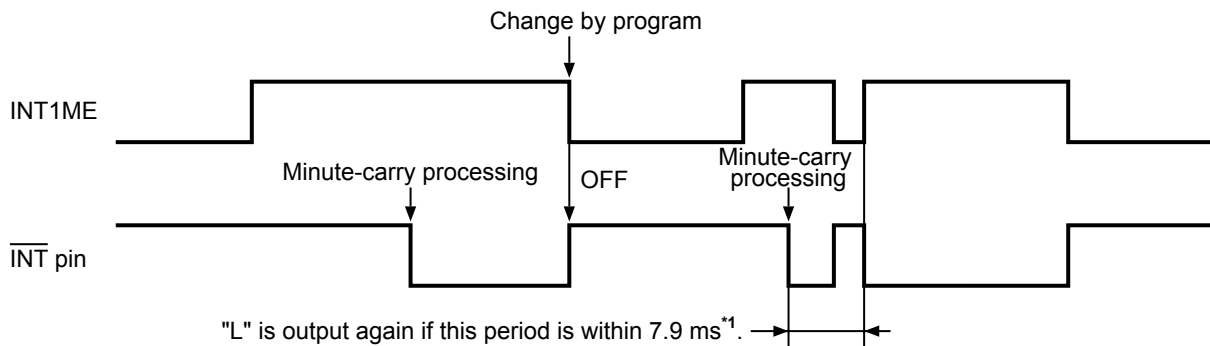 Change by program
INT1ME
Minute-carry processing
OFF
Minute-carry
processing
INT pin
"L" is output again if this period is within 7.9 ms*1.